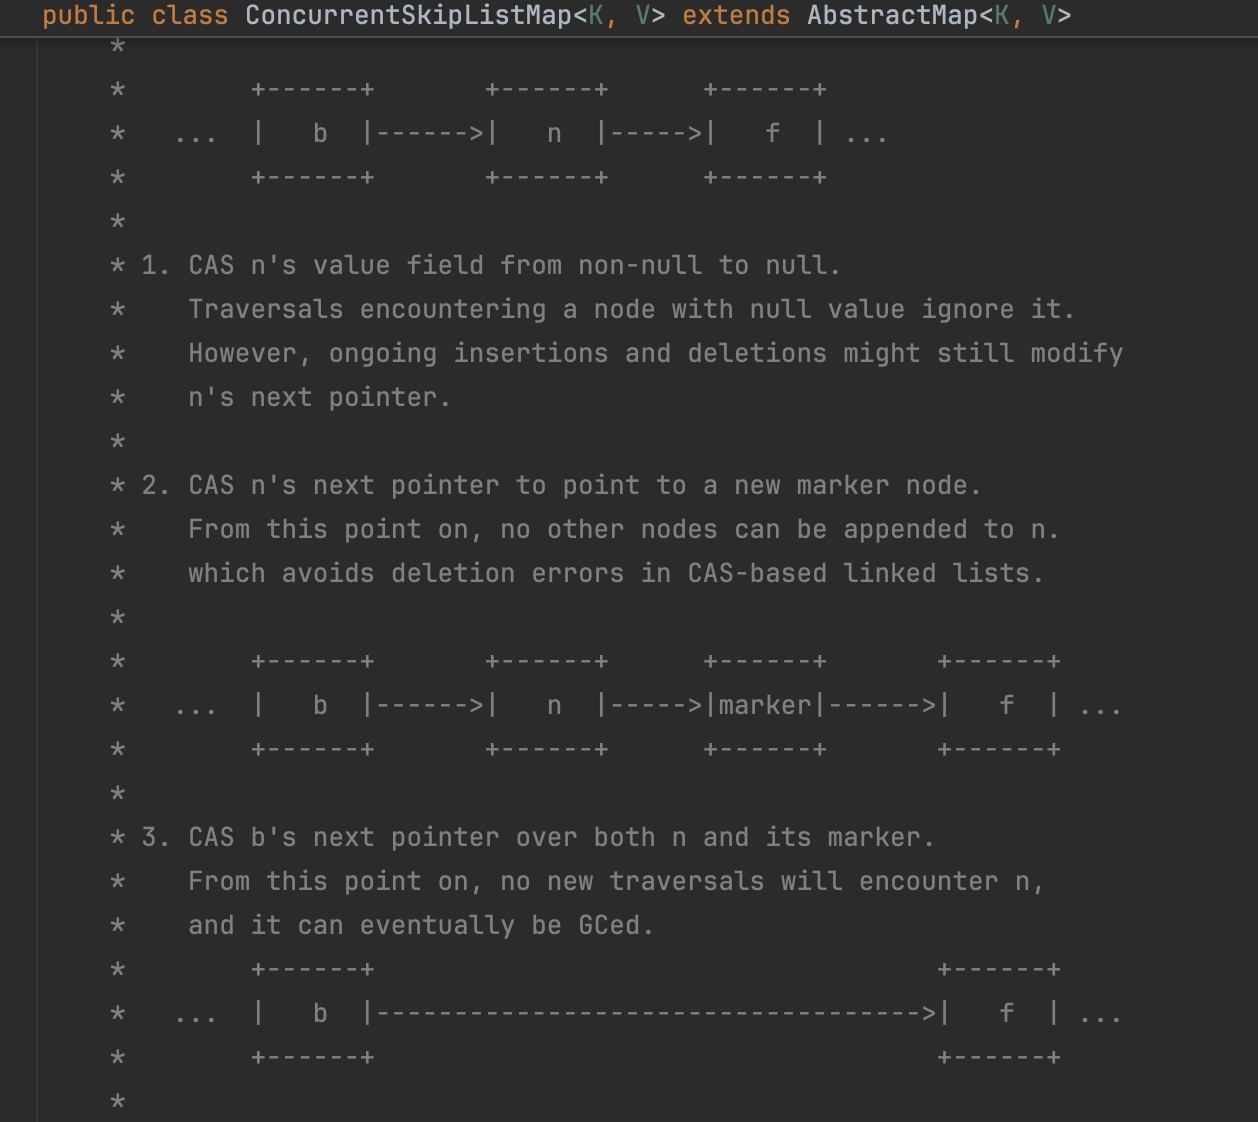 public class ConcurrentSkipListMap<K, V> extends AbstractMap<K, V>
*
*        +------+       +------+      +------+
*   ...  |   b  |------>|   n  |----->|   f  | ...
*        +------+       +------+      +------+
*
* 1. CAS n's value field from non-null to null.
*    Traversals encountering a node with null value ignore it.
*    However, ongoing insertions and deletions might still modify
*    n's next pointer.
*
* 2. CAS n's next pointer to point to a new marker node.
*    From this point on, no other nodes can be appended to n.
*    which avoids deletion errors in CAS-based linked lists.
*
*        +------+       +------+      +------+       +------+
*   ...  |   b  |------>|   n  |----->|marker|------>|   f  | ...
*        +------+       +------+      +------+       +------+
*
* 3. CAS b's next pointer over both n and its marker.
*    From this point on, no new traversals will encounter n,
*    and it can eventually be GCed.
*        +------+                                    +------+
*   ...  |   b  |----------------------------------->|   f  | ...
*        +------+                                    +------+
*